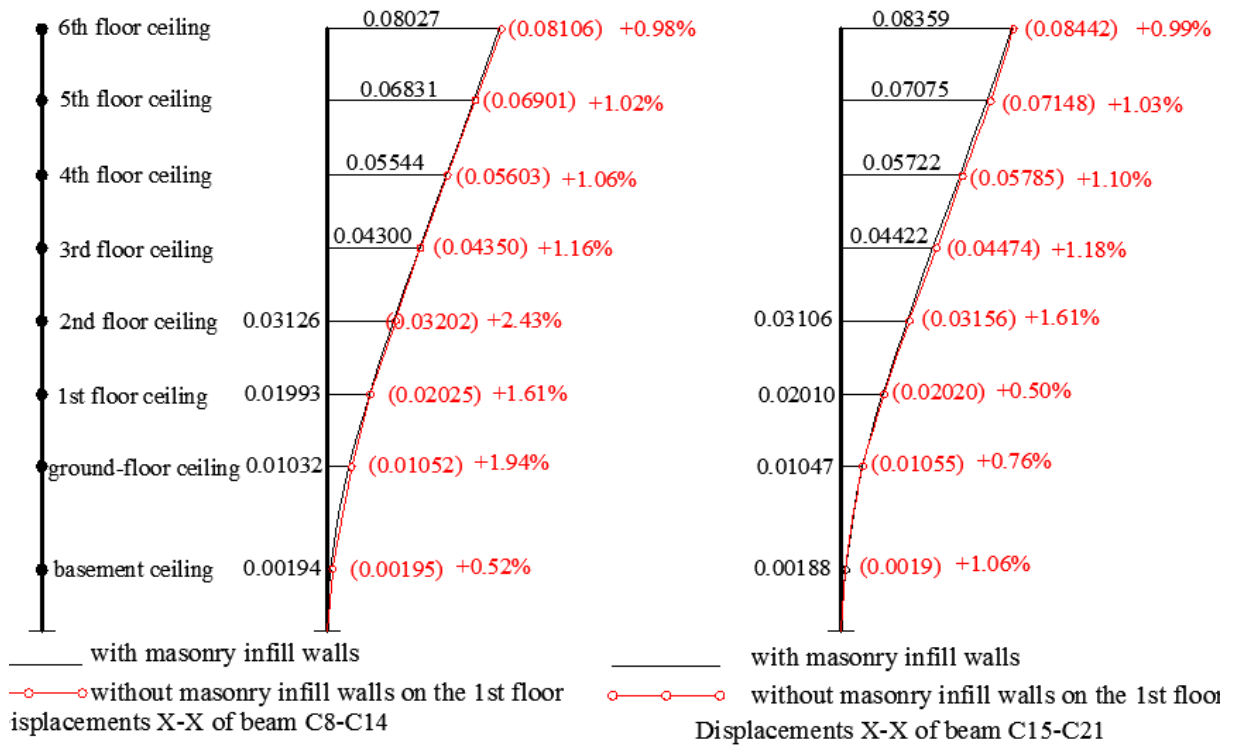 6th floor ceiling 0.08027 (0.08106) +0.98% 0.08359 (0.08442) +0.99%
5th floor ceiling 0.06831 (0.06901) +1.02% 0.07075 (0.07148) +1.03%
4th floor ceiling 0.05544 (0.05603) +1.06% 0.05722 (0.05785) +1.10%
3rd floor ceiling 0.04300 (0.04350) +1.16% 0.04422 (0.04474) +1.18%
2nd floor ceiling 0.03126 (0.03202) +2.43% 0.03106 (0.03156) +1.61%
1st floor ceiling 0.01993 (0.02025) +1.61% 0.02010 (0.02020) +0.50%
ground-floor ceiling 0.01032 (0.01052) +1.94% 0.01047 (0.01055) +0.76%
basement ceiling 0.00194 (0.00195) +0.52% 0.00188 (0.0019) +1.06%
with masonry infill walls with masonry infill walls
without masonry infill walls on the 1st floor without masonry infill walls on the 1st floor
isplacements X-X of beam C8-C14 Displacements X-X of beam C15-C21